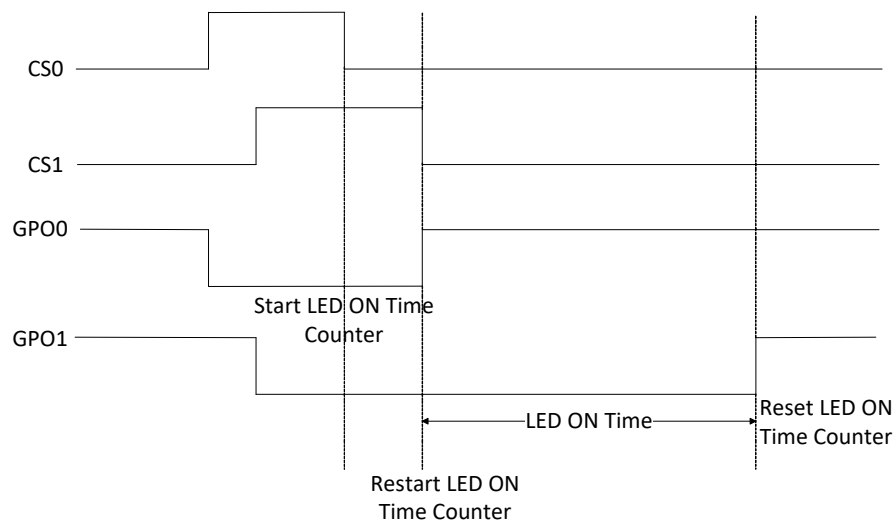 CS0
CS1
GPO0
Start LED ON Time
Counter
GPO1
LED ON Time
Reset LED ON
Time Counter
Restart LED ON
Time Counter